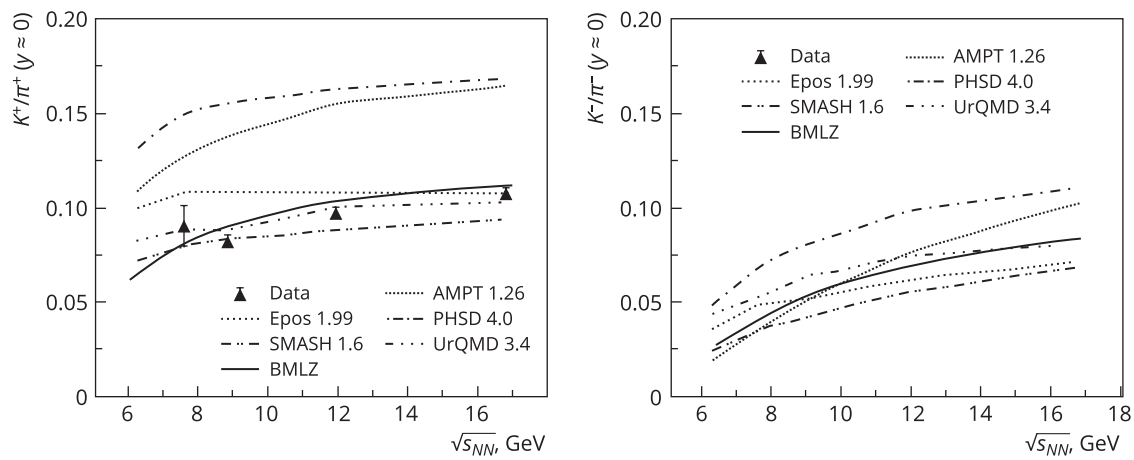 K⁺/π⁺ (y ≈ 0)
0.20
0.15
0.10
0.05
0
Data
Epos 1.99
SMASH 1.6
BMLZ
AMPT 1.26
PHSD 4.0
UrQMD 3.4
6 8 10 12 14 16
√sNN, GeV
K⁻/π⁻ (y ≈ 0)
0.20
0.15
0.10
0.05
0
Data
Epos 1.99
SMASH 1.6
BMLZ
AMPT 1.26
PHSD 4.0
UrQMD 3.4
6 8 10 12 14 16 18
√sNN, GeV